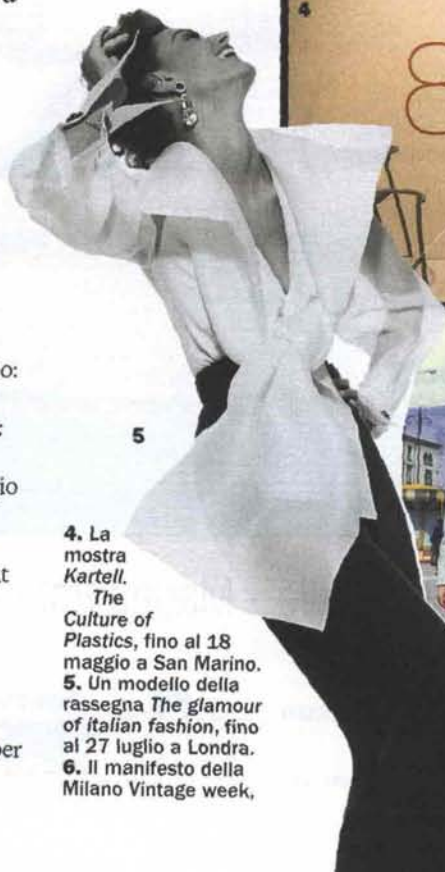 4
o:
io
5
4. La
mostra
Kartell.
The
Culture of
Plastics, fino al 18
maggio a San Marino.
5. Un modello della
rassegna The glamour
of italian fashion, fino
al 27 luglio a Londra.
6. Il manifesto della
Milano Vintage week,